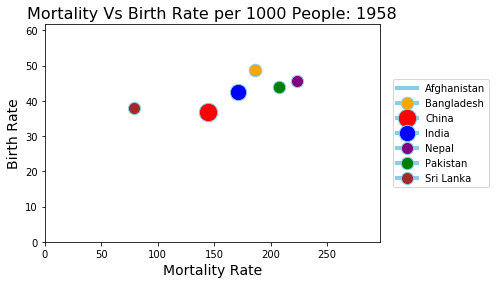 Mortality Vs Birth Rate per 1000 People: 1958
60
50
40
30
20
10
0
Birth Rate
0 50 100 150 200 250
Mortality Rate
Afghanistan
Bangladesh
China
India
Nepal
Pakistan
Sri Lanka